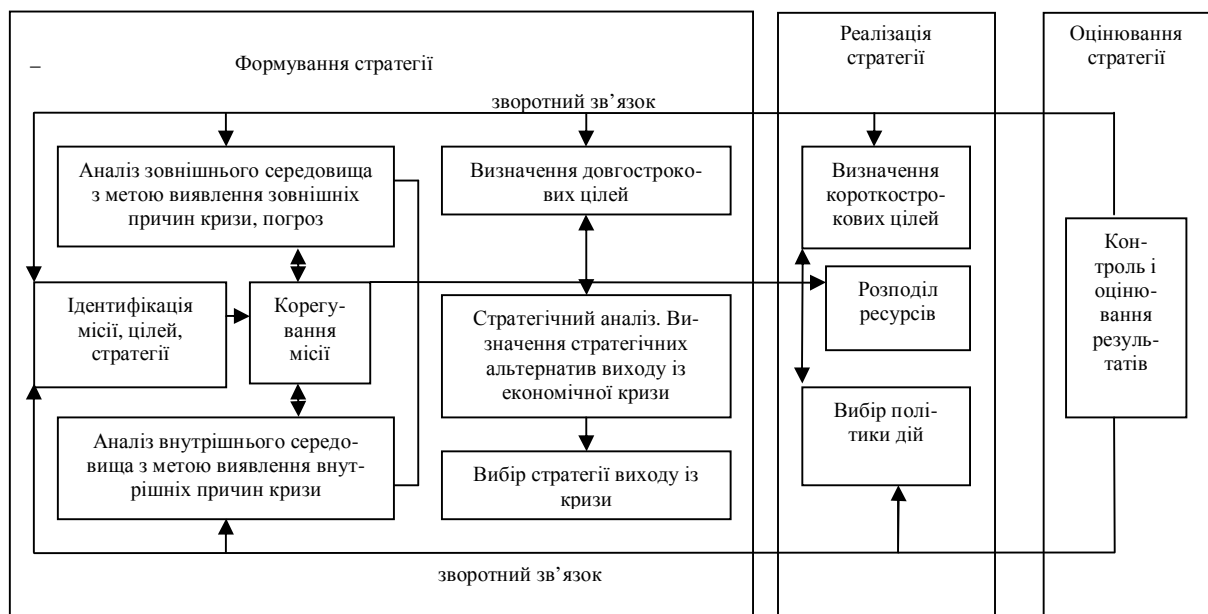 –
Формування стратегії
Реалізація
стратегії
Оцінювання
стратегії
зворотний зв’язок
Аналіз зовнішнього середовища
з метою виявлення зовнішніх
причин кризи, погроз
Визначення довгостроко-
вих цілей
Визначення
короткостро-
кових цілей
Ідентифікація
місії, цілей,
стратегії
Корегу-
вання
місії
Стратегічний аналіз. Ви-
значення стратегічних
альтернатив виходу із
економічної кризи
Розподіл
ресурсів
Кон-
троль і
оціню-
вання
резуль-
татів
Аналіз внутрішнього середо-
вища з метою виявлення внут-
рішніх причин кризи
Вибір стратегії виходу із
кризи
Вибір полі-
тики дій
зворотний зв’язок